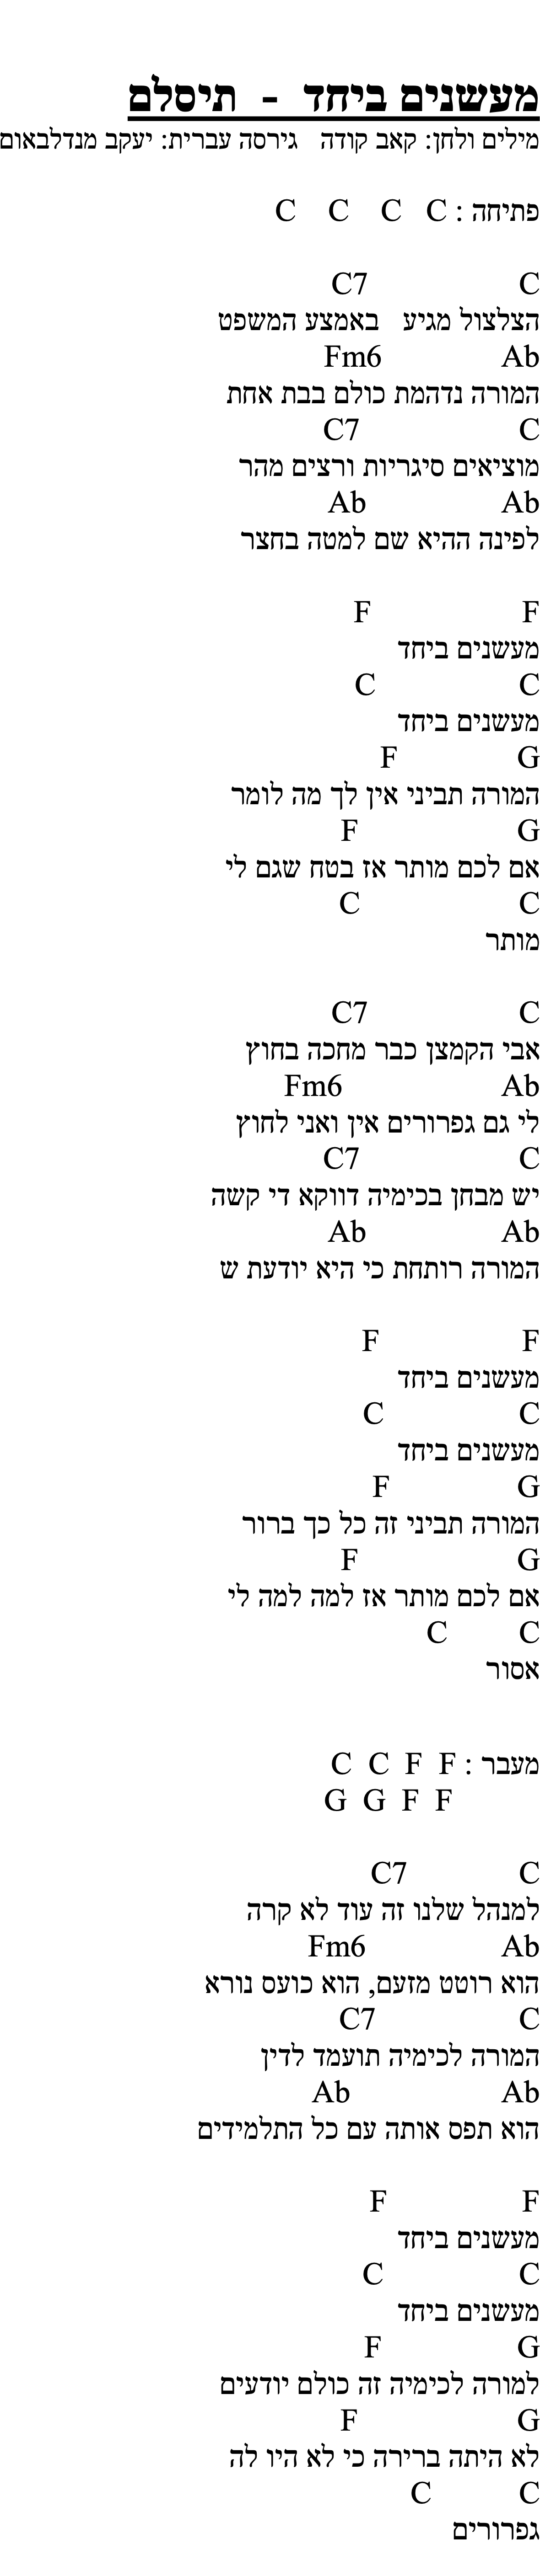 מעשנים ביחד - תיסלם
מילים ולחן: קאב קודה גירסה עברית: יעקב מנדלבאום
פתיחה : C C C C
C C7
הצלצול מגיע באמצע המשפט
Ab Fm6
המורה נדהמת כולם בבת אחת
C C7
מוציאים סיגריות ורצים מהר
Ab Ab
לפינה ההיא שם למטה בחצר
F F
מעשנים ביחד
C C
מעשנים ביחד
G F
המורה תביני אין לך מה לומר
G F
אם לכם מותר אז בטח שגם לי
C C
מותר
C C7
אבי הקמצן כבר מחכה בחוץ
Ab Fm6
לי גם גפרורים אין ואני לחוץ
C C7
יש מבחן בכימיה דווקא די קשה
Ab Ab
המורה רותחת כי היא יודעת ש
F F
מעשנים ביחד
C C
מעשנים ביחד
G F
המורה תביני זה כל כך ברור
G F
אם לכם מותר אז למה למה לי
C C
אסור
מעבר : F F C C
F F G G
C C7
למנהל שלנו זה עוד לא קרה
Ab Fm6
הוא רוטט מזעם, הוא כועס נורא
C C7
המורה לכימיה תועמד לדין
Ab Ab
הוא תפס אותה עם כל התלמידים
F F
מעשנים ביחד
C C
מעשנים ביחד
G F
למורה לכימיה זה כולם יודעים
G F
לא היתה ברירה כי לא היו לה
C C
גפרורים